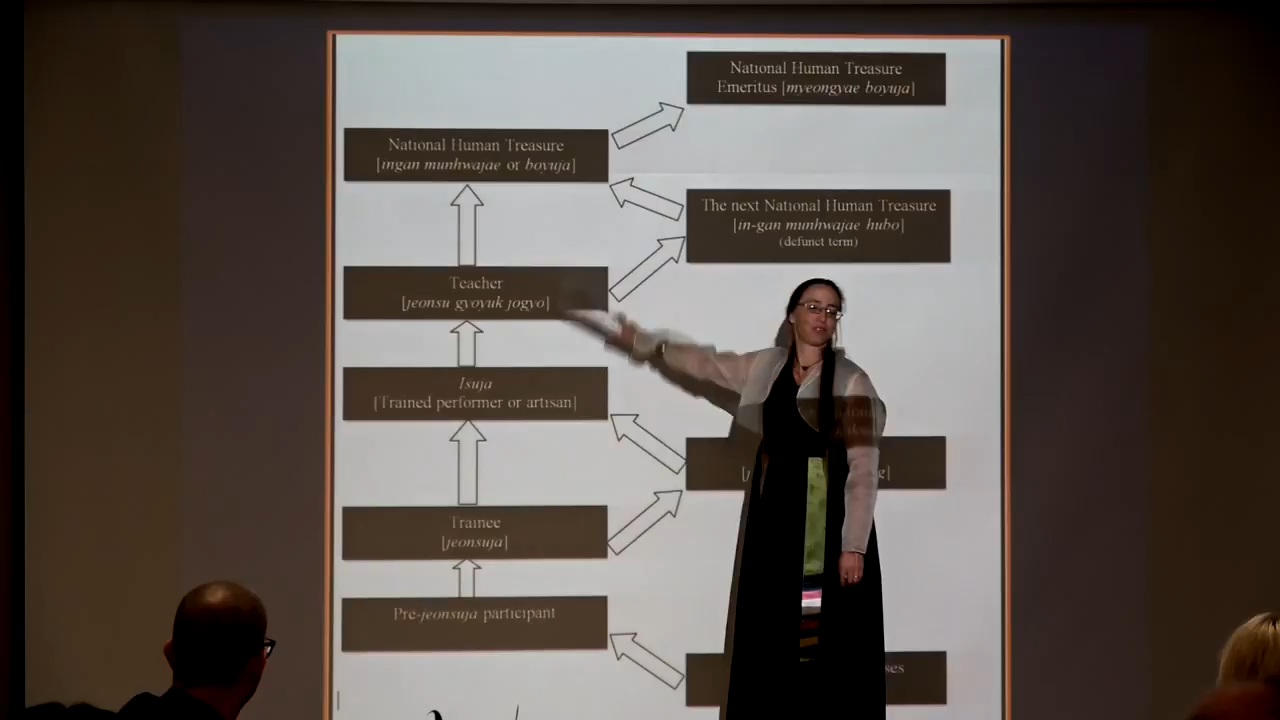 National Human Treasure
Emeritus [myeongyae boyuja]
National Human Treasure
[ingan munhwajae or boyuja]
The next National Human Treasure
[in-gan munhwajae hubo]
(defunct term)
Teacher
[jeonsu gyoyuk jogyo]
Isuja
[Trained performer or artisan]
Trainee
[jeonsuja]
Pre-jeonsuja participant